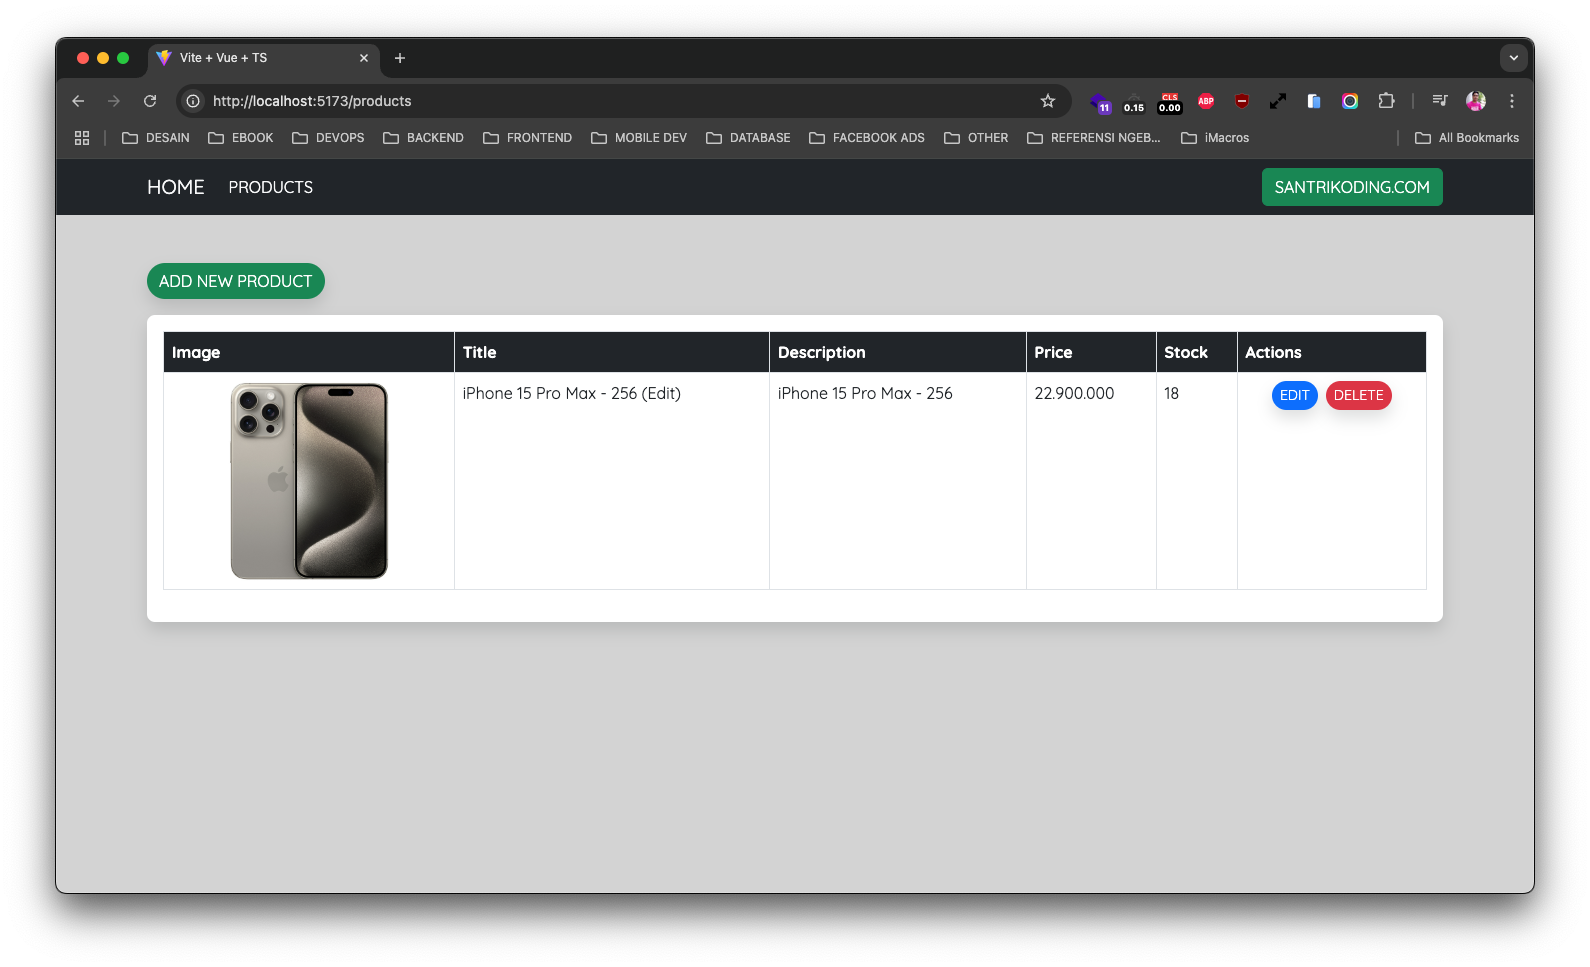 Vite + Vue + TS
http://localhost:5173/products
11
0.15
CLS
0.00
ABP
DESAIN
EBOOK
DEVOPS
BACKEND
FRONTEND
MOBILE DEV
DATABASE
FACEBOOK ADS
OTHER
REFERENSI NGEB...
iMacros
All Bookmarks
HOME
PRODUCTS
SANTRIKODING.COM
ADD NEW PRODUCT
Image
Title
Description
Price
Stock
Actions
iPhone 15 Pro Max - 256 (Edit)
iPhone 15 Pro Max - 256
22.900.000
18
EDIT
DELETE